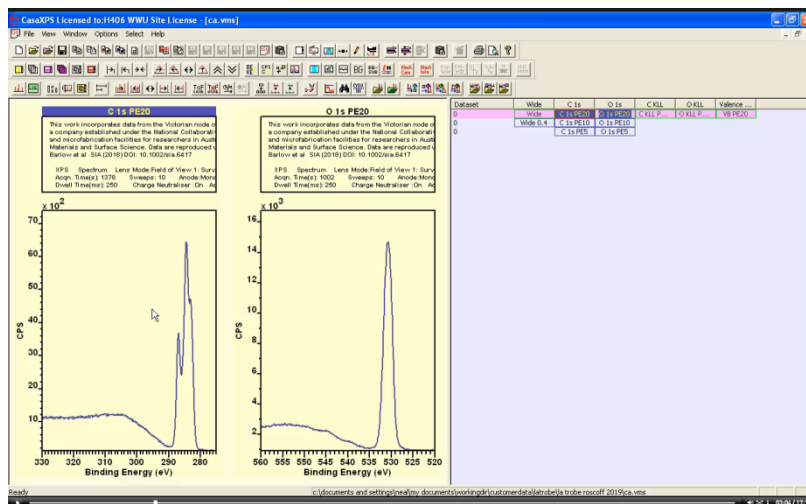 CasaXPS Licensed to:H406 WWU Site License - [ca.vms]
File View Window Options Select Help
C 1s PE20
This work incorporates data from the Victorian node o
a company established under the National Collaborati
and microfabrication facilities for researchers in Aust
Materials and Surface Science. Data are reproduced u
Barlow et al SIA (2018) DOI: 10.1002/sia.6417
XPS Spectrum Lens Mode:Field of View 1: Surv
Acqn. Time(s): 1378 Sweeps: 10 Anode:Mono
Dwell Time(ms): 250 Charge Neutraliser :On Ac
x 10 2
70
60
50
40
30
20
10
CPS
330 320 310 300 290 280
Binding Energy (eV)
O 1s PE20
This work incorporates data from the Victorian node o
a company established under the National Collaborati
and microfabrication facilities for researchers in Aust
Materials and Surface Science. Data are reproduced u
Barlow et al SIA (2018) DOI: 10.1002/sia.6417
XPS Spectrum Lens Mode:Field of View 1: Surv
Acqn. Time(s): 1002 Sweeps: 10 Anode:Mono
Dwell Time(ms): 250 Charge Neutraliser :On Ac
x 10 3
16
14
12
10
8
6
4
2
CPS
560 555 550 545 540 535 530 525 520
Binding Energy (eV)
Dataset Wide C 1s O 1s C KLL O KLL Valence ...
0 Wide C 1s PE20 O 1s PE20 C KLL P... O KLL P... VB PE20
0 Wide 0.4 C 1s PE10 O 1s PE10
0 C 1s PE5 O 1s PE5
Ready
c:\documents and settings\neal\my documents\workingdir\customerdata\latrobe\la trobe roscoff 2019\ca.vms